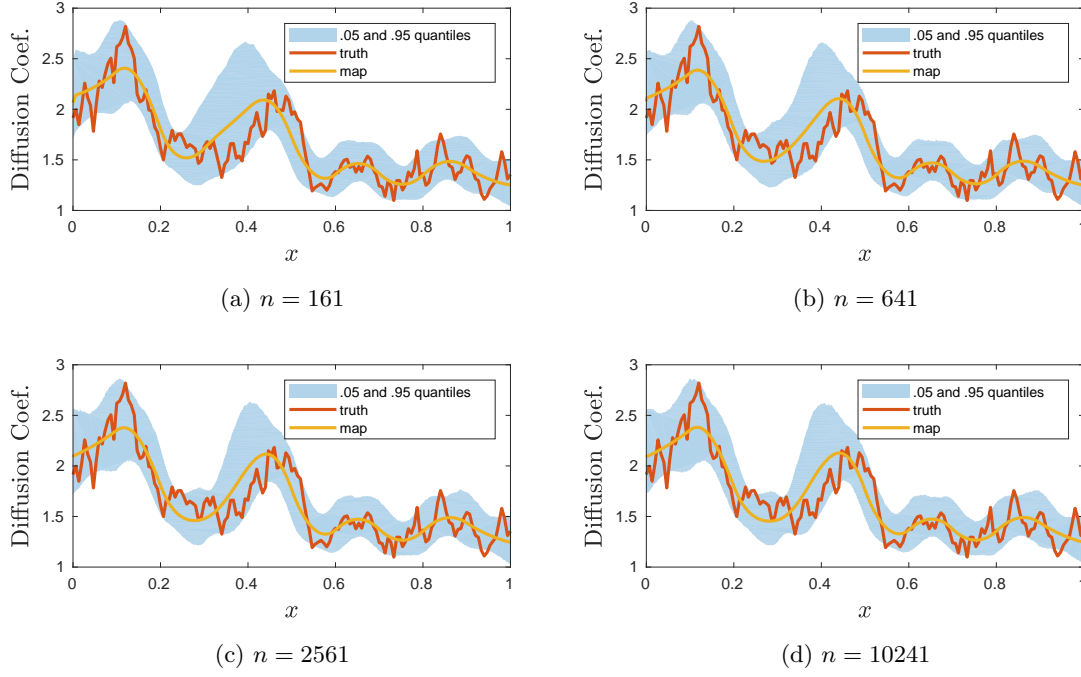 3
2.5
2
1.5
1
Diffusion Coef.
.05 and .95 quantiles
truth
map
0 0.2 0.4 0.6 0.8 1
x
(a) n = 161
3
2.5
2
1.5
1
Diffusion Coef.
.05 and .95 quantiles
truth
map
0 0.2 0.4 0.6 0.8 1
x
(b) n = 641
3
2.5
2
1.5
1
Diffusion Coef.
.05 and .95 quantiles
truth
map
0 0.2 0.4 0.6 0.8 1
x
(c) n = 2561
3
2.5
2
1.5
1
Diffusion Coef.
.05 and .95 quantiles
truth
map
0 0.2 0.4 0.6 0.8 1
x
(d) n = 10241